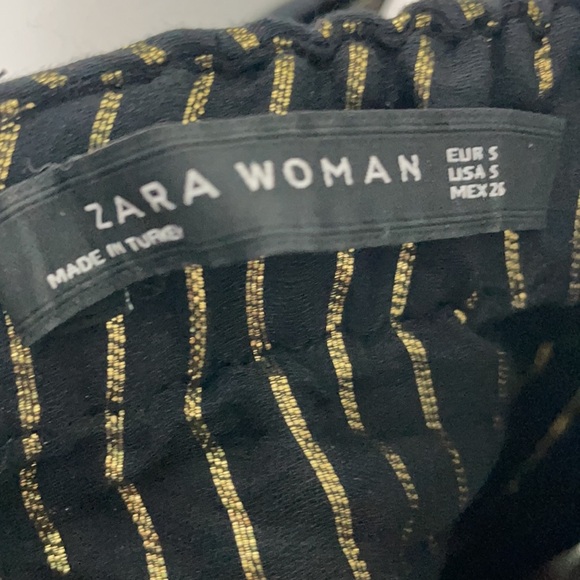 ZARA WOMAN
EUR S
USA S
MEX 26
MADE IN TURKEY